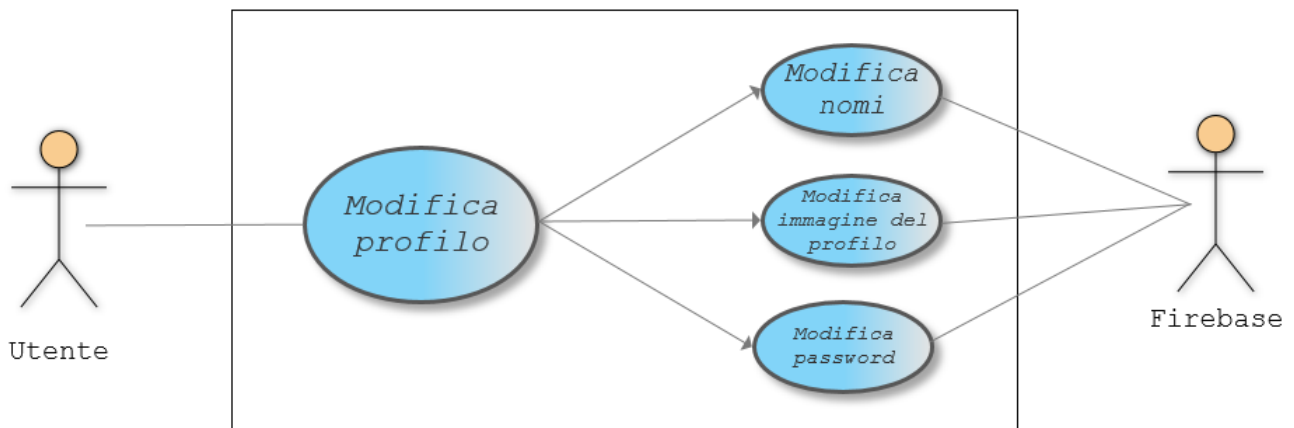 Utente
Modifica
profilo
Modifica
nomi
Modifica
immagine del
profilo
Modifica
password
Firebase